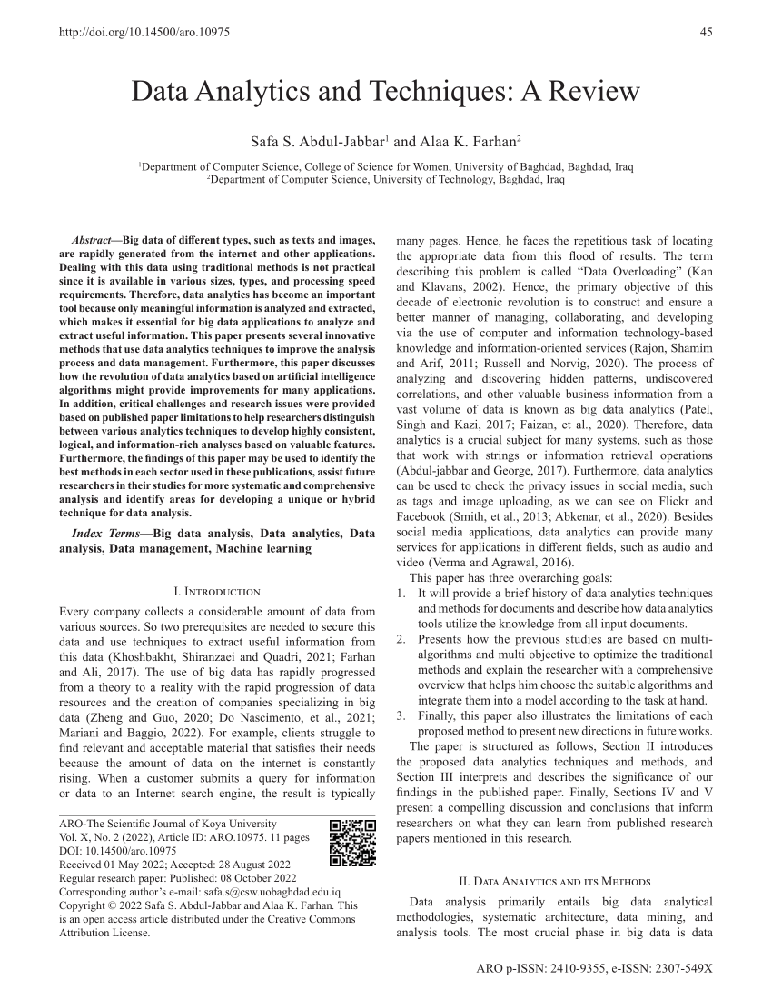 http://doi.org/10.14500/aro.10975
45
Data Analytics and Techniques: A Review
Safa S. Abdul-Jabbar1 and Alaa K. Farhan2
1Department of Computer Science, College of Science for Women, University of Baghdad, Baghdad, Iraq
2Department of Computer Science, University of Technology, Baghdad, Iraq
Abstract—Big data of different types, such as texts and images,
are rapidly generated from the internet and other applications.
Dealing with this data using traditional methods is not practical
since it is available in various sizes, types, and processing speed
requirements. Therefore, data analytics has become an important
tool because only meaningful information is analyzed and extracted,
which makes it essential for big data applications to analyze and
extract useful information. This paper presents several innovative
methods that use data analytics techniques to improve the analysis
process and data management. Furthermore, this paper discusses
how the revolution of data analytics based on artificial intelligence
algorithms might provide improvements for many applications.
In addition, critical challenges and research issues were provided
based on published paper limitations to help researchers distinguish
between various analytics techniques to develop highly consistent,
logical, and information-rich analyses based on valuable features.
Furthermore, the findings of this paper may be used to identify the
best methods in each sector used in these publications, assist future
researchers in their studies for more systematic and comprehensive
analysis and identify areas for developing a unique or hybrid
technique for data analysis.
Index Terms—Big data analysis, Data analytics, Data
analysis, Data management, Machine learning
I. Introduction
Every company collects a considerable amount of data from
various sources. So two prerequisites are needed to secure this
data and use techniques to extract useful information from
this data (Khoshbakht, Shiranzaei and Quadri, 2021; Farhan
and Ali, 2017). The use of big data has rapidly progressed
from a theory to a reality with the rapid progression of data
resources and the creation of companies specializing in big
data (Zheng and Guo, 2020; Do Nascimento, et al., 2021;
Mariani and Baggio, 2022). For example, clients struggle to
find relevant and acceptable material that satisfies their needs
because the amount of data on the internet is constantly
rising. When a customer submits a query for information
or data to an Internet search engine, the result is typically
ARO-The Scientific Journal of Koya University
Vol. X, No. 2 (2022), Article ID: ARO.10975. 11 pages
DOI: 10.14500/aro.10975
Received 01 May 2022; Accepted: 28 August 2022
Regular research paper: Published: 08 October 2022
Corresponding author's e-mail: safa.s@csw.uobaghdad.edu.iq
Copyright © 2022 Safa S. Abdul-Jabbar and Alaa K. Farhan. This
is an open access article distributed under the Creative Commons
Attribution License.
many pages. Hence, he faces the repetitious task of locating
the appropriate data from this flood of results. The term
describing this problem is called “Data Overloading” (Kan
and Klavans, 2002). Hence, the primary objective of this
decade of electronic revolution is to construct and ensure a
better manner of managing, collaborating, and developing
via the use of computer and information technology-based
knowledge and information-oriented services (Rajon, Shamim
and Arif, 2011; Russell and Norvig, 2020). The process of
analyzing and discovering hidden patterns, undiscovered
correlations, and other valuable business information from a
vast volume of data is known as big data analytics (Patel,
Singh and Kazi, 2017; Faizan, et al., 2020). Therefore, data
analytics is a crucial subject for many systems, such as those
that work with strings or information retrieval operations
(Abdul-jabbar and George, 2017). Furthermore, data analytics
can be used to check the privacy issues in social media, such
as tags and image uploading, as we can see on Flickr and
Facebook (Smith, et al., 2013; Abkenar, et al., 2020). Besides
social media applications, data analytics can provide many
services for applications in different fields, such as audio and
video (Verma and Agrawal, 2016).
This paper has three overarching goals:
1. It will provide a brief history of data analytics techniques
and methods for documents and describe how data analytics
tools utilize the knowledge from all input documents.
2. Presents how the previous studies are based on multi-
algorithms and multi objective to optimize the traditional
methods and explain the researcher with a comprehensive
overview that helps him choose the suitable algorithms and
integrate them into a model according to the task at hand.
3. Finally, this paper also illustrates the limitations of each
proposed method to present new directions in future works.
The paper is structured as follows, Section II introduces
the proposed data analytics techniques and methods, and
Section III interprets and describes the significance of our
findings in the published paper. Finally, Sections IV and V
present a compelling discussion and conclusions that inform
researchers on what they can learn from published research
papers mentioned in this research.
II. Data Analytics and its Methods
Data analysis primarily entails big data analytical
methodologies, systematic architecture, data mining, and
analysis tools. The most crucial phase in big data is data
ARO p-ISSN: 2410-9355, e-ISSN: 2307-549X